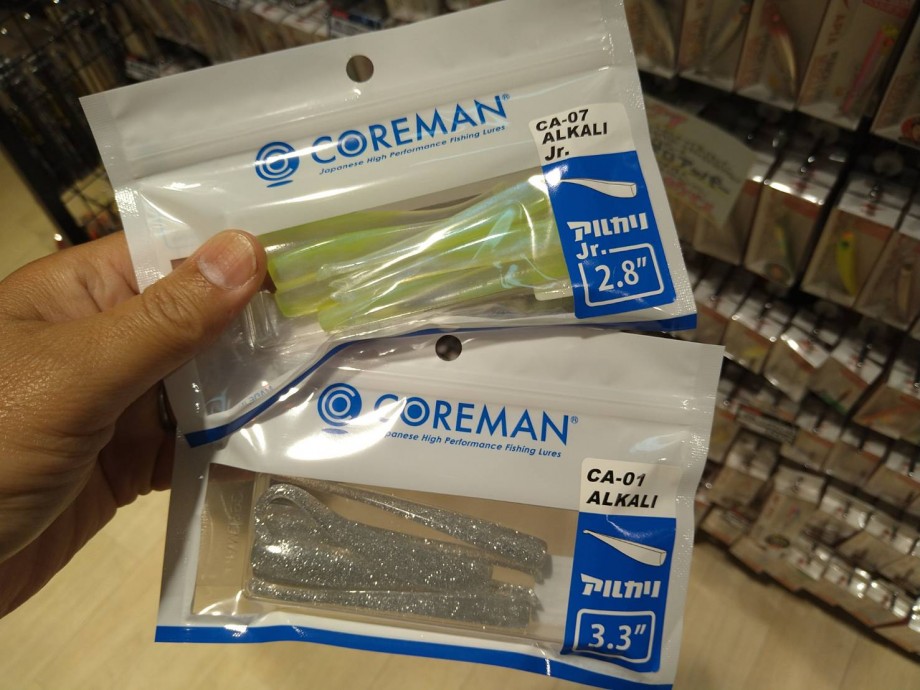 COREMAN®
Japanese High Performance Fishing Lures
CA-07
ALKALI
Jr.
アルカリ
Jr.
2.8"
COREMAN®
Japanese High Performance Fishing Lures
CA-01
ALKALI
アルカリ
3.3"